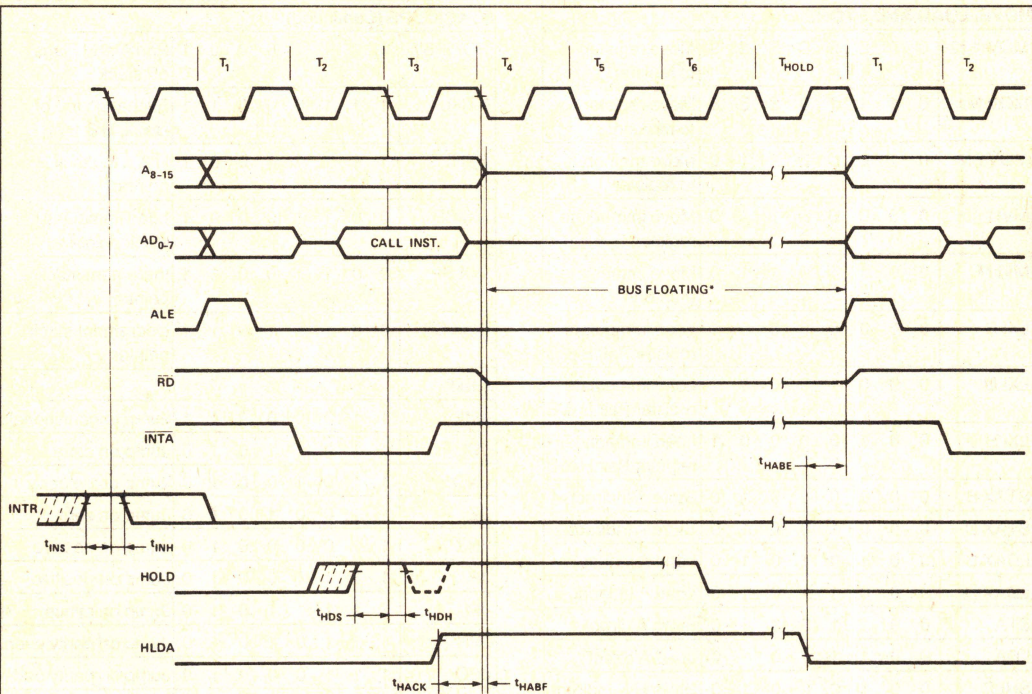 T1 T2 T3 T4 T5 T6 THOLD T1 T2
A8–15
AD0–7 CALL INST.
BUS FLOATING*
ALE
RD
INTA
tHABE
INTR
tINS tINH
HOLD
tHDS tHDH
HLDA
tHACK tHABF